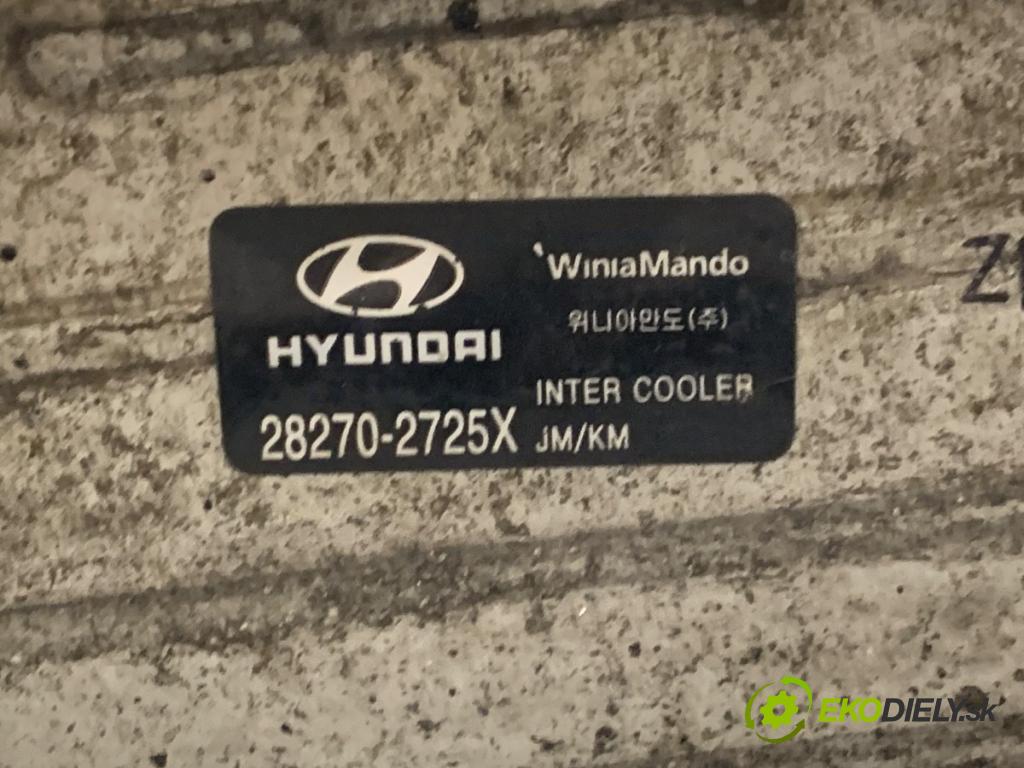 HYUNDAI
28270-2725X
WiniaMando
위니아만도(주)
INTER COOLER
JM/KM
EKODIELY.sk